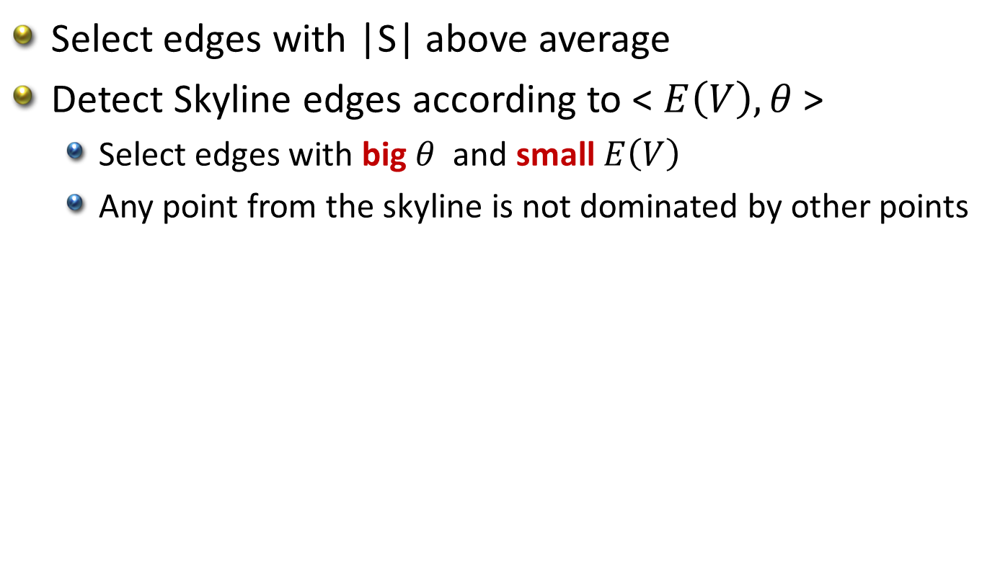 Select edges with |S| above average
Detect Skyline edges according to < E(V), θ >
Select edges with big θ and small E(V)
Any point from the skyline is not dominated by other points